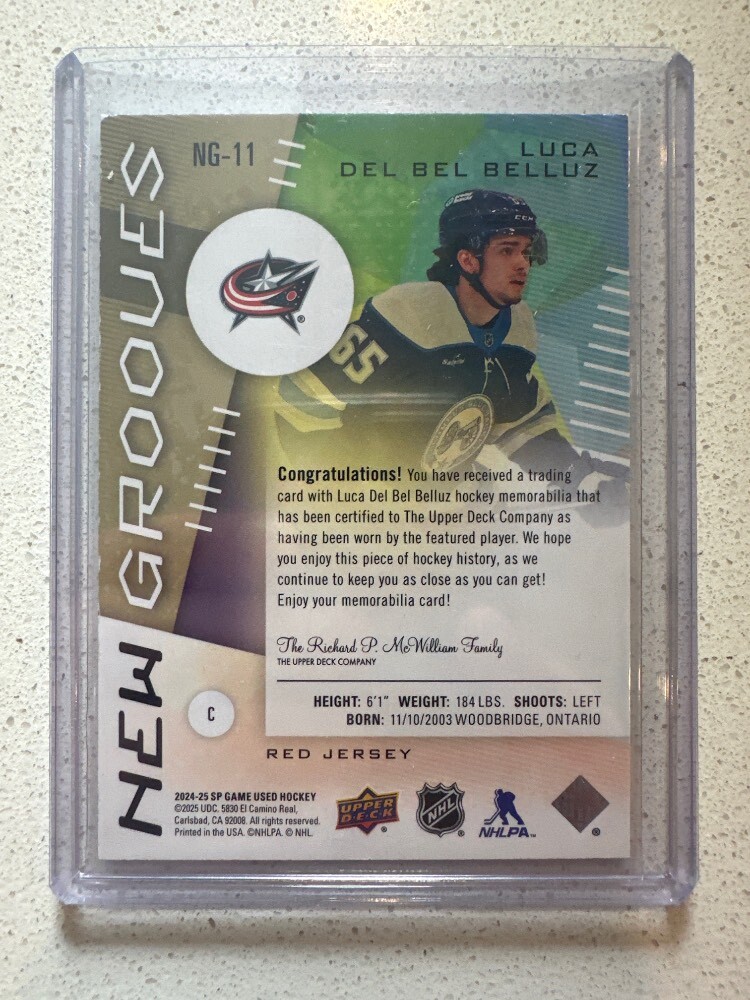 NG-11
LUCA
DEL BEL BELLUZ
NEW GROOVES
CCM
65
Congratulations! You have received a trading
card with Luca Del Bel Belluz hockey memorabilia that
has been certified to The Upper Deck Company as
having been worn by the featured player. We hope
you enjoy this piece of hockey history, as we
continue to keep you as close as you can get!
Enjoy your memorabilia card!
The Richard P. McWilliam Family
THE UPPER DECK COMPANY
HEIGHT: 6'1" WEIGHT: 184 LBS. SHOOTS: LEFT
BORN: 11/10/2003 WOODBRIDGE, ONTARIO
C
RED JERSEY
2024-25 SP GAME USED HOCKEY
©2025 UDC. 5830 El Camino Real,
Carlsbad, CA 92008. All rights reserved.
Printed in the USA. ©NHLPA. © NHL.
UPPER
D·E·C·K
NHL
NHLPA™